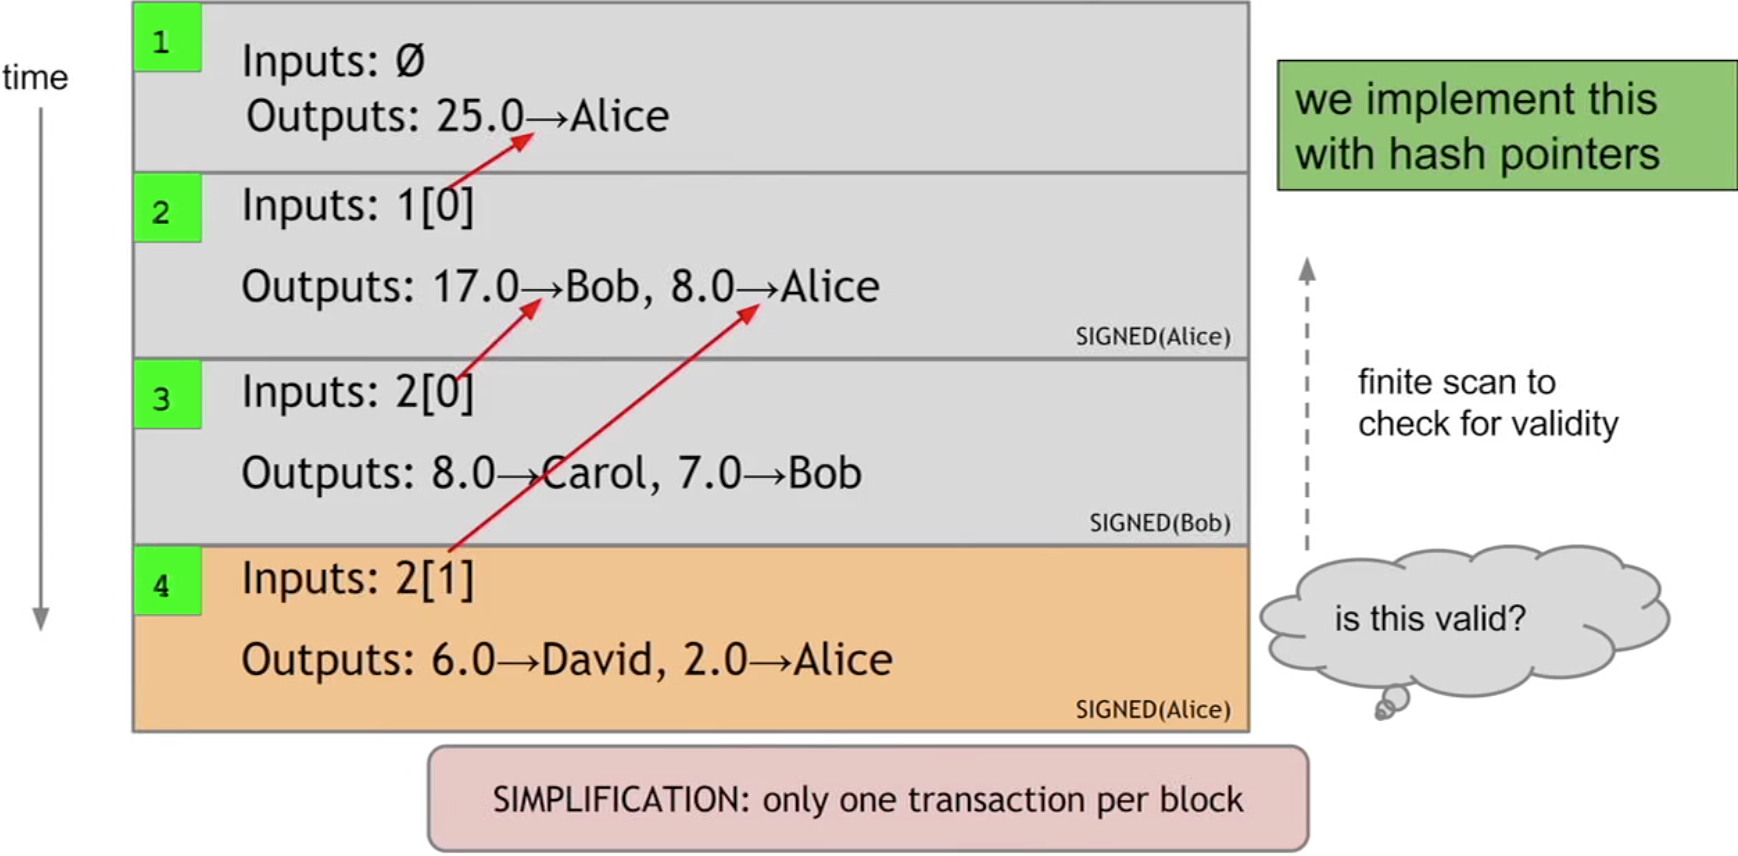 time
1
Inputs: Ø
Outputs: 25.0→Alice
2
Inputs: 1[0]
Outputs: 17.0→Bob, 8.0→Alice
SIGNED(Alice)
3
Inputs: 2[0]
Outputs: 8.0→Carol, 7.0→Bob
SIGNED(Bob)
4
Inputs: 2[1]
Outputs: 6.0→David, 2.0→Alice
SIGNED(Alice)
we implement this
with hash pointers
finite scan to
check for validity
is this valid?
SIMPLIFICATION: only one transaction per block